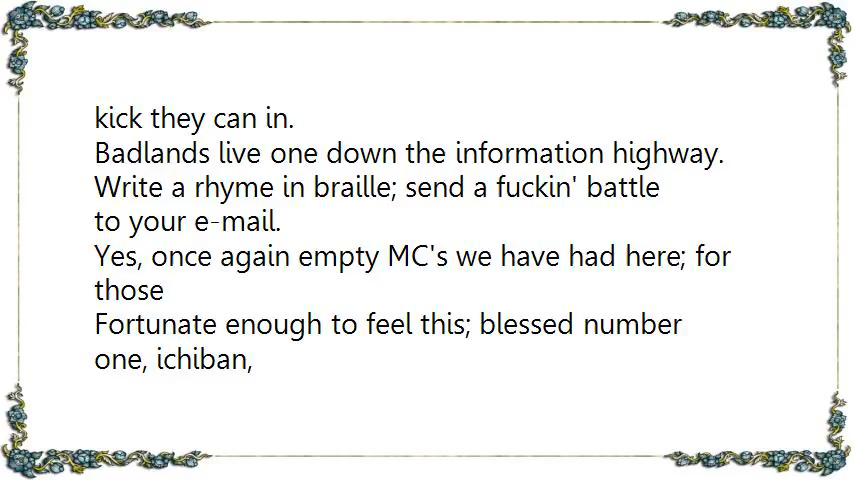 kick they can in.
Badlands live one down the information highway.
Write a rhyme in braille; send a fuckin' battle
to your e-mail.
Yes, once again empty MC's we have had here; for
those
Fortunate enough to feel this; blessed number
one, ichiban,